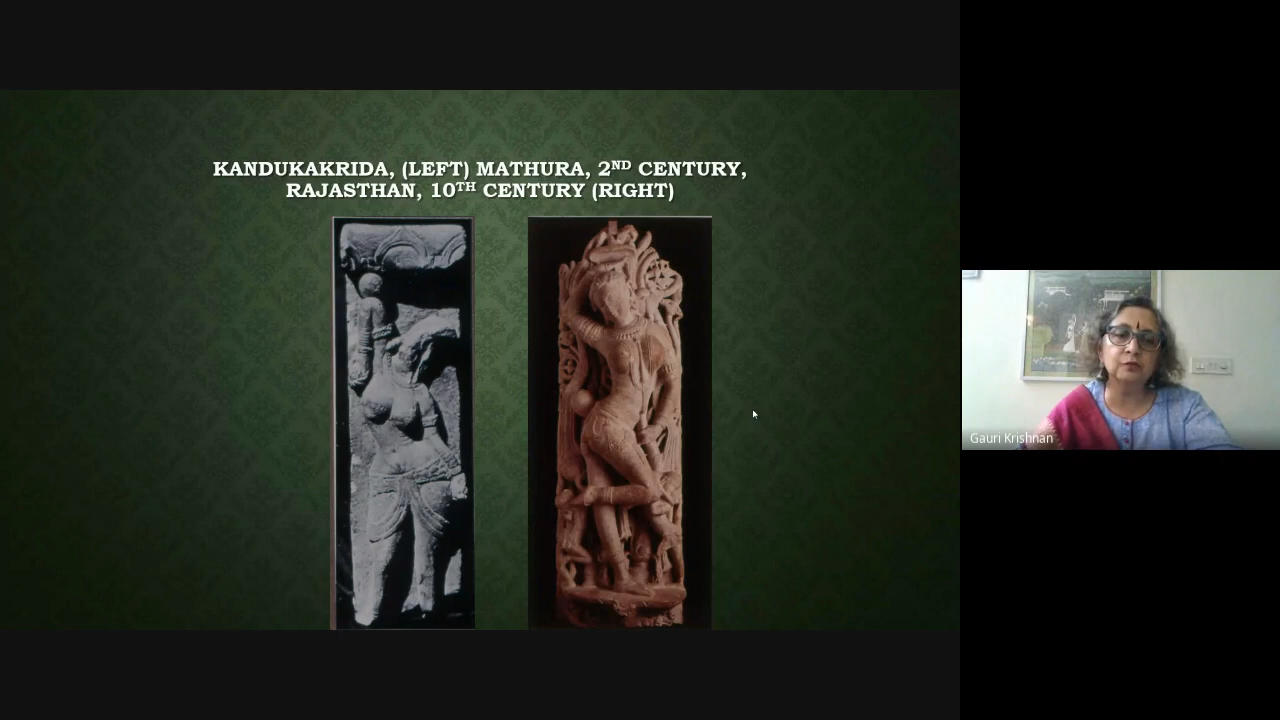 KANDUKAKRIDA, (LEFT) MATHURA, 2ND CENTURY,
RAJASTHAN, 10TH CENTURY (RIGHT)
Gauri Krishnan